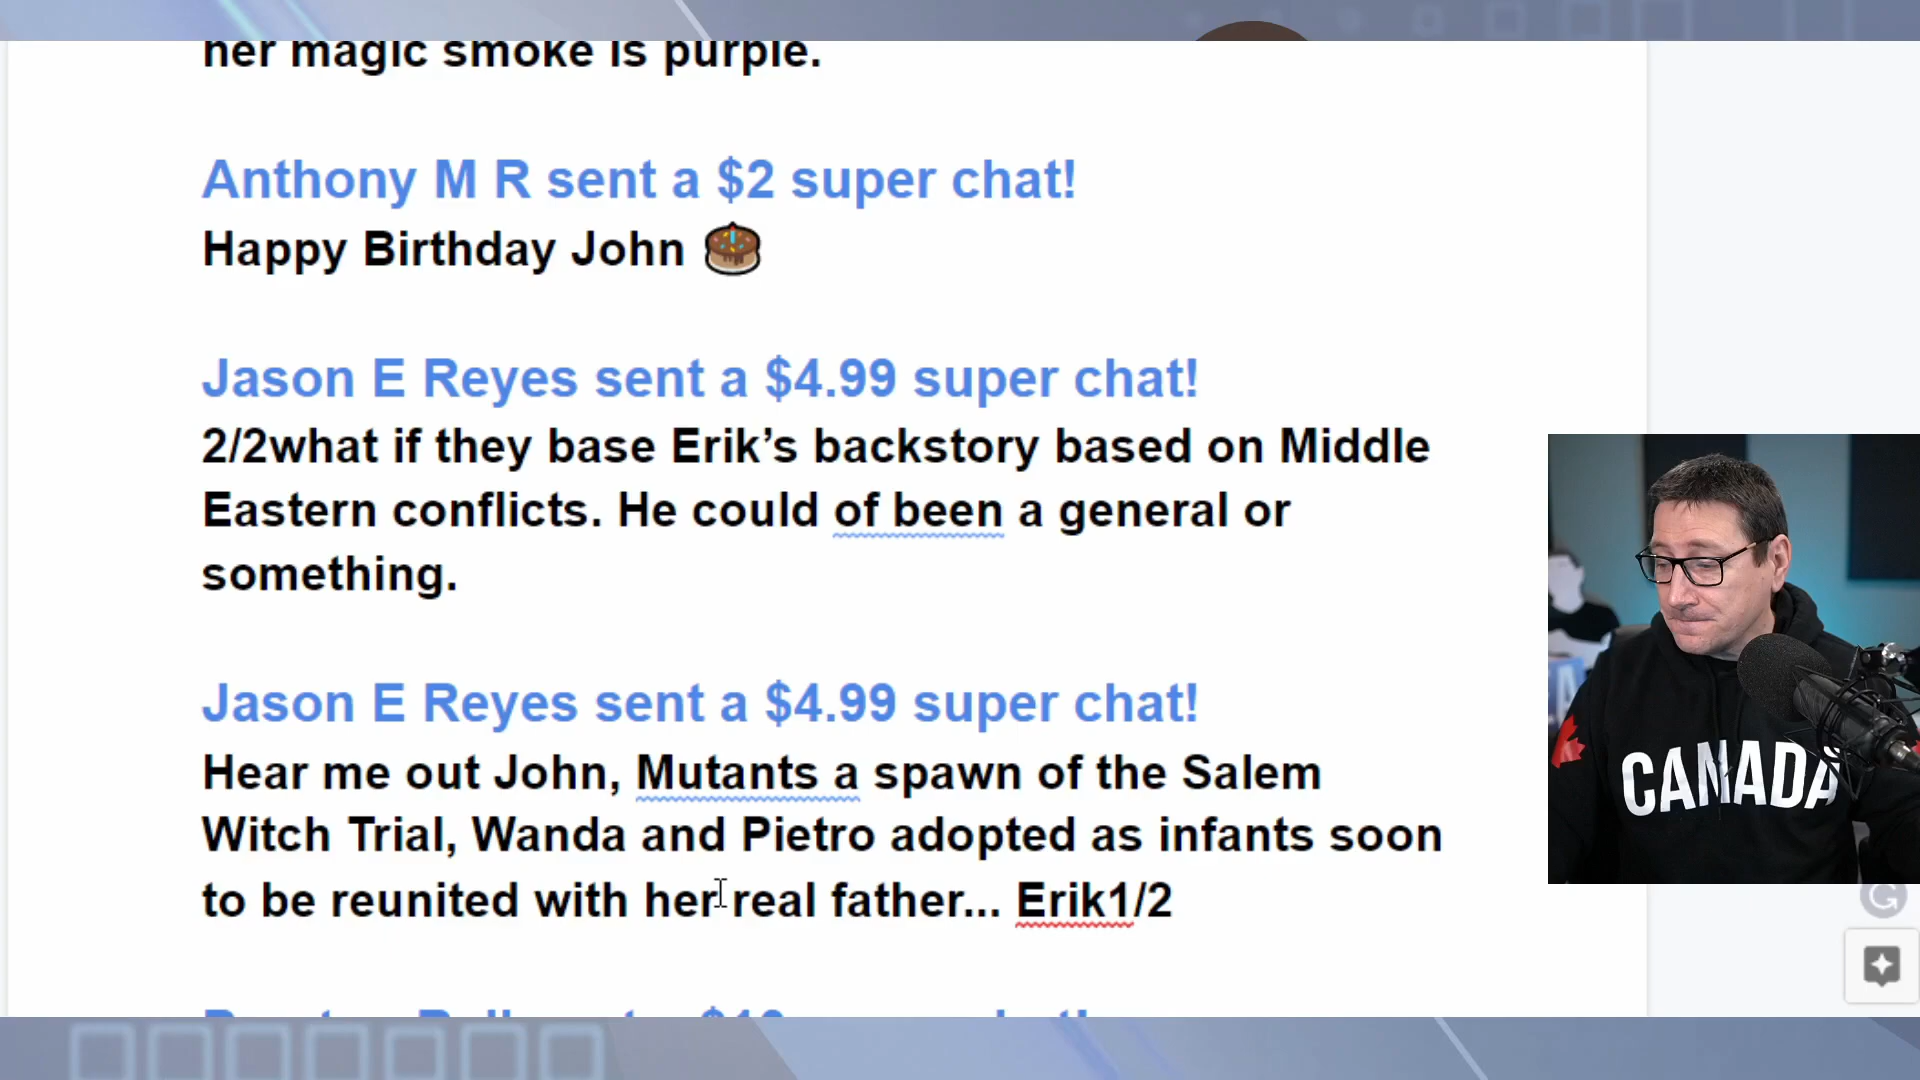 her magic smoke is purple.
Anthony M R sent a $2 super chat!
Happy Birthday John 🎂
Jason E Reyes sent a $4.99 super chat!
2/2what if they base Erik’s backstory based on Middle
Eastern conflicts. He could of been a general or
something.
Jason E Reyes sent a $4.99 super chat!
Hear me out John, Mutants a spawn of the Salem
Witch Trial, Wanda and Pietro adopted as infants soon
to be reunited with her real father... Erik1/2
CANADA